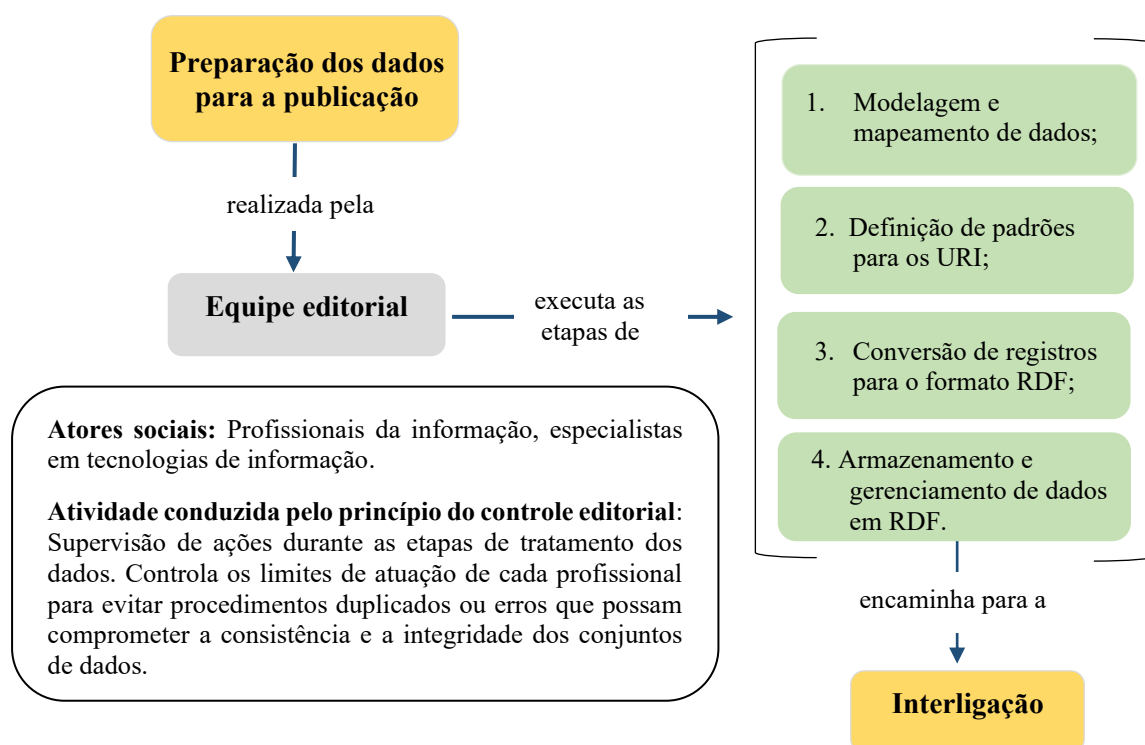 Preparação dos dados
para a publicação
realizada pela
Equipe editorial
executa as
etapas de
1. Modelagem e
mapeamento de dados;
2. Definição de padrões
para os URI;
3. Conversão de registros
para o formato RDF;
4. Armazenamento e
gerenciamento de dados
em RDF.
encaminha para a
Interligação
Atores sociais: Profissionais da informação, especialistas
em tecnologias de informação.
Atividade conduzida pelo princípio do controle editorial:
Supervisão de ações durante as etapas de tratamento dos
dados. Controla os limites de atuação de cada profissional
para evitar procedimentos duplicados ou erros que possam
comprometer a consistência e a integridade dos conjuntos
de dados.